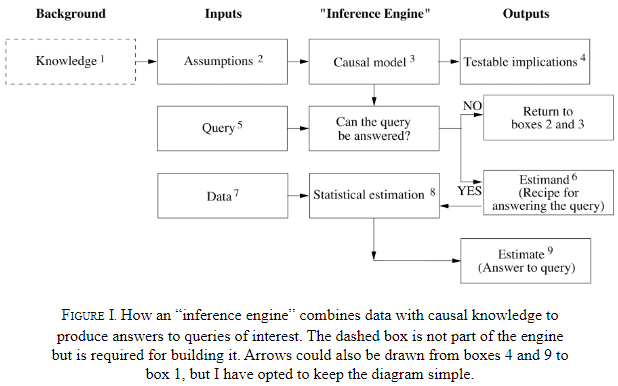 Background Inputs "Inference Engine" Outputs
Knowledge 1
Assumptions 2
Causal model 3
Testable implications 4
Query 5
Can the query
be answered?
NO
Return to
boxes 2 and 3
YES
Estimand 6
(Recipe for
answering the query)
Data 7
Statistical estimation 8
Estimate 9
(Answer to query)
FIGURE I. How an “inference engine” combines data with causal knowledge to
produce answers to queries of interest. The dashed box is not part of the engine
but is required for building it. Arrows could also be drawn from boxes 4 and 9 to
box 1, but I have opted to keep the diagram simple.